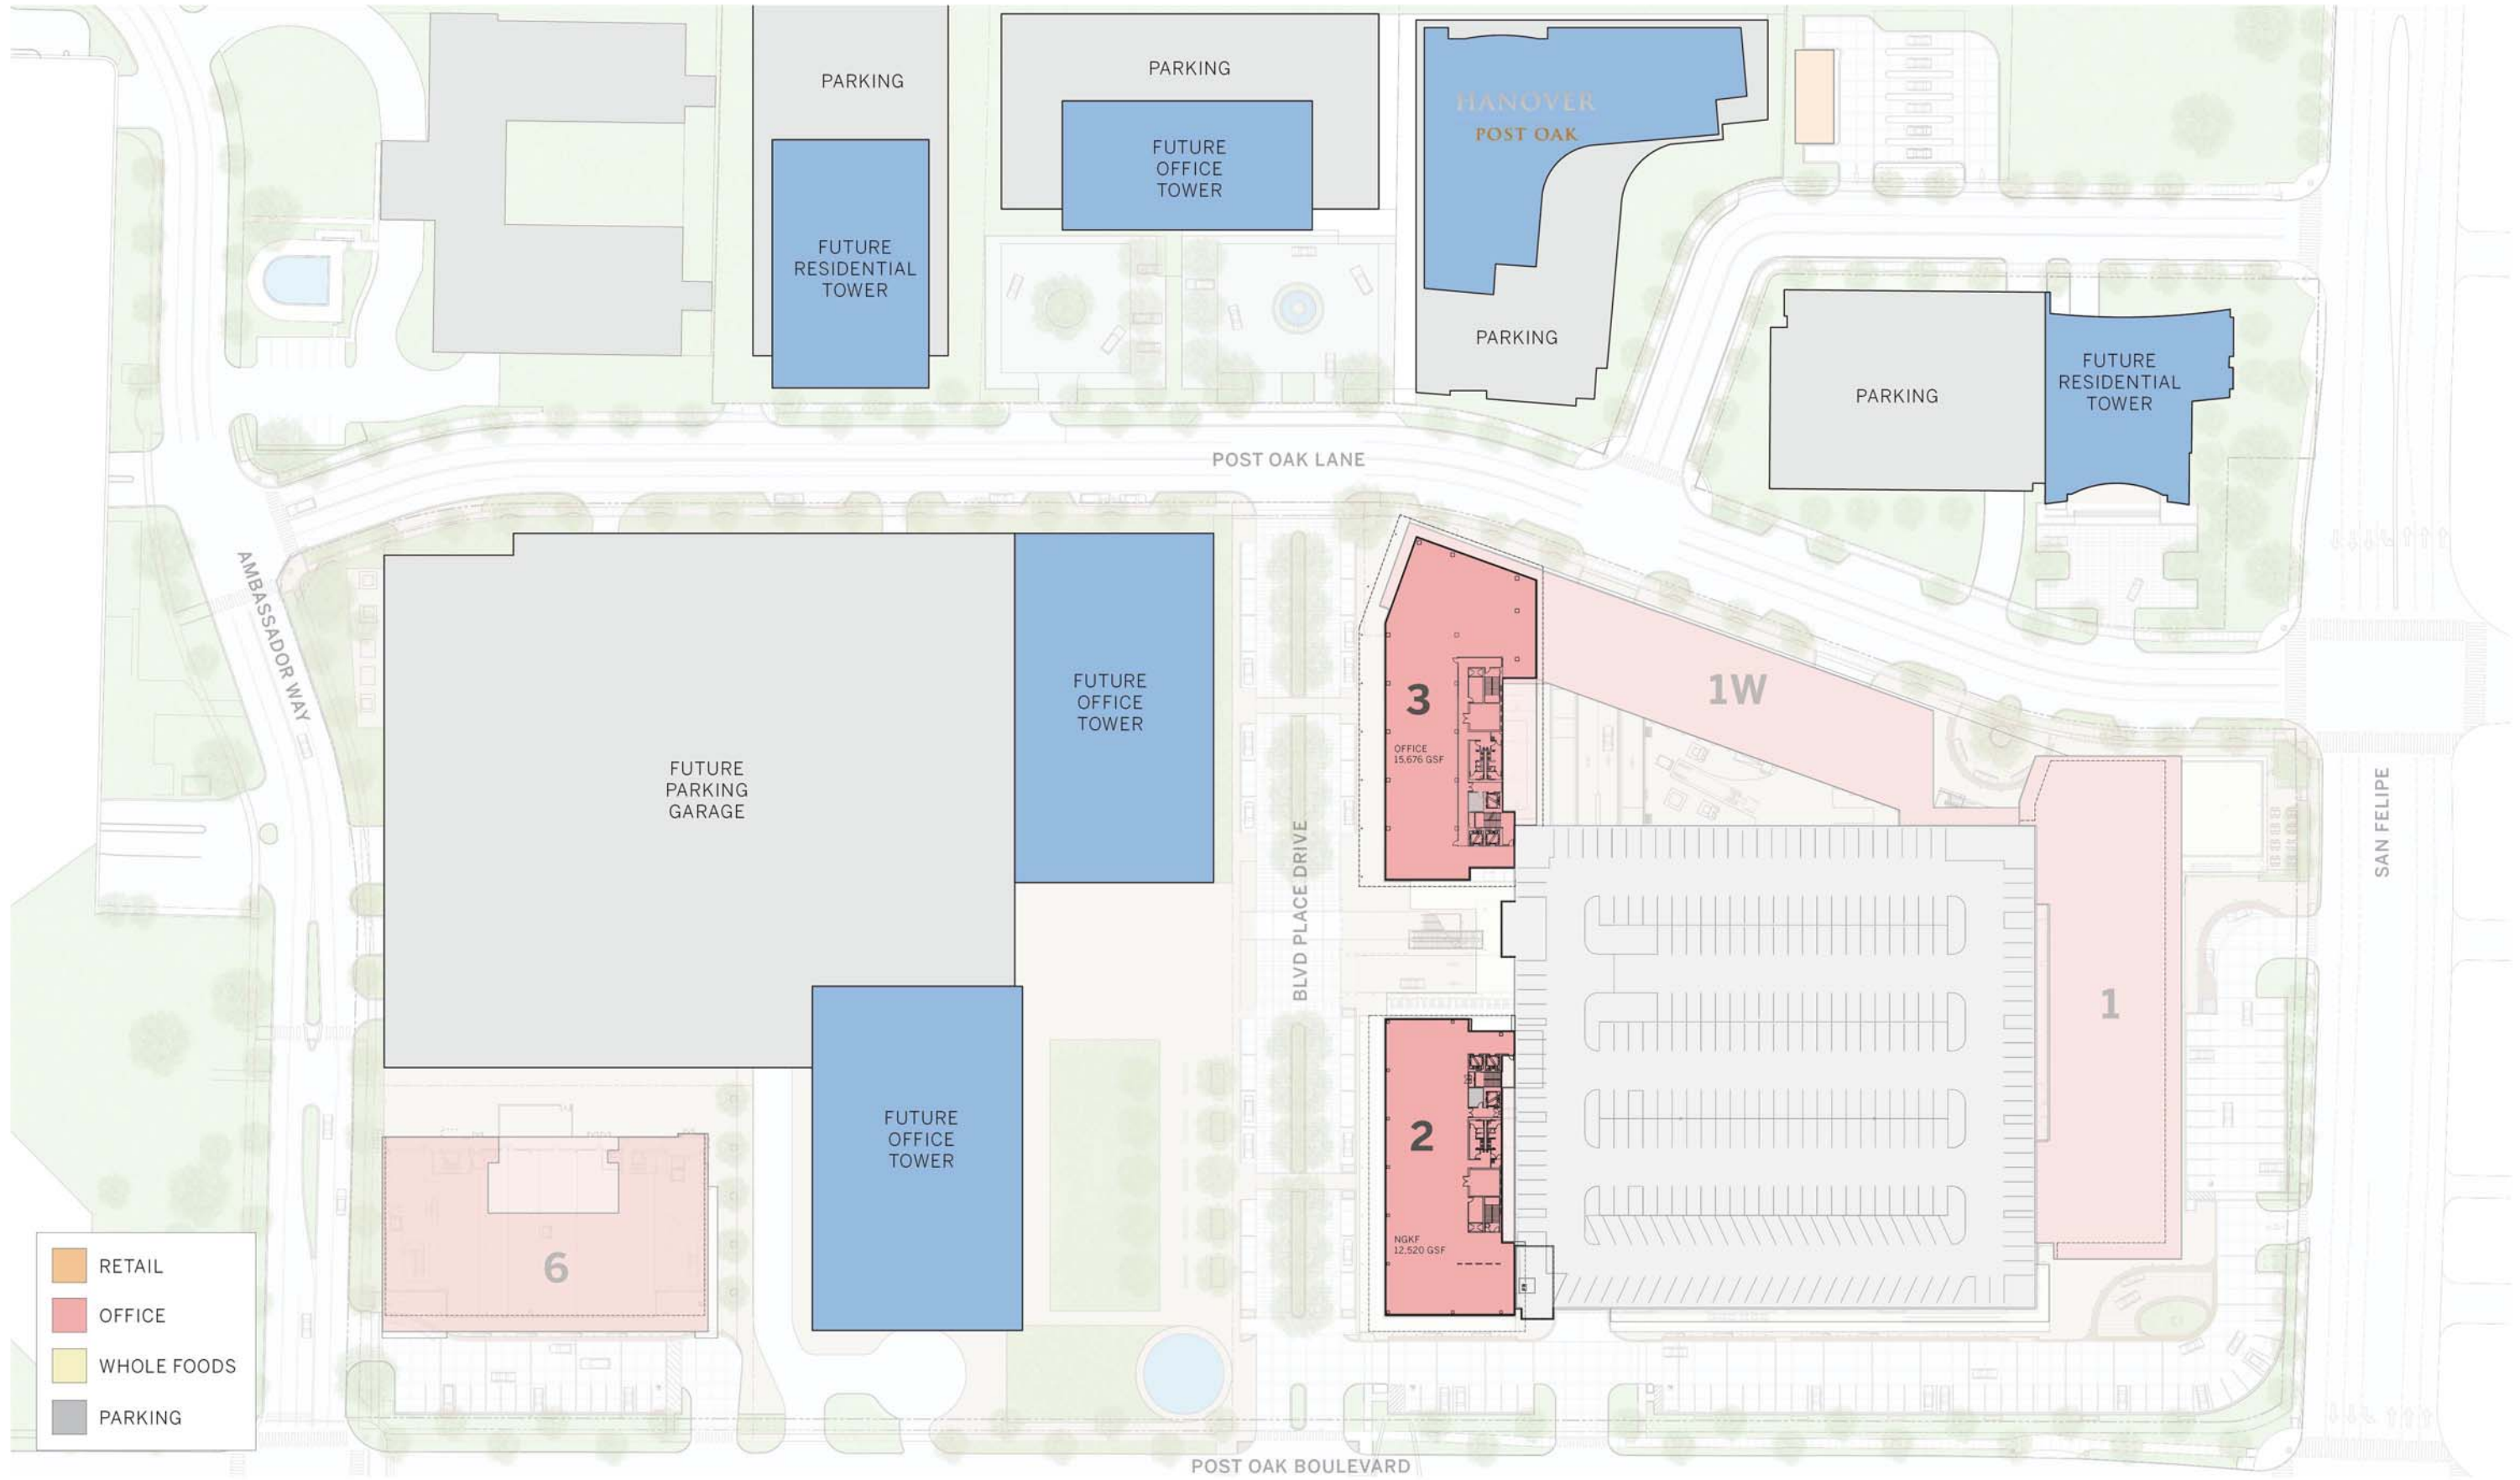 PARKING
PARKING
HANOVER
POST OAK
FUTURE
OFFICE
TOWER
FUTURE
RESIDENTIAL
TOWER
PARKING
FUTURE
RESIDENTIAL
TOWER
PARKING
POST OAK LANE
AMBASSADOR WAY
FUTURE
OFFICE
TOWER
3
1W
OFFICE
15,676 GSF
FUTURE
PARKING
GARAGE
SAN FELIPE
BLVD PLACE DRIVE
1
FUTURE
OFFICE
TOWER
2
NGKF
12,520 GSF
6
RETAIL
OFFICE
WHOLE FOODS
PARKING
POST OAK BOULEVARD